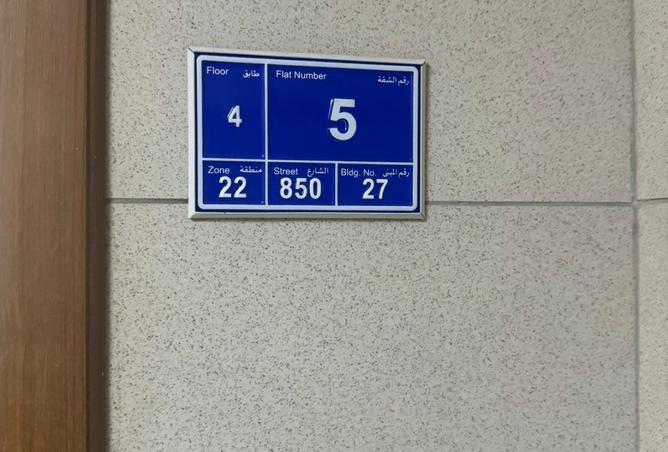 Floor طابق
4
Flat Number رقم الشقة
5
Zone منطقة
22
Street الشارع
850
Bldg. No. رقم المبنى
27